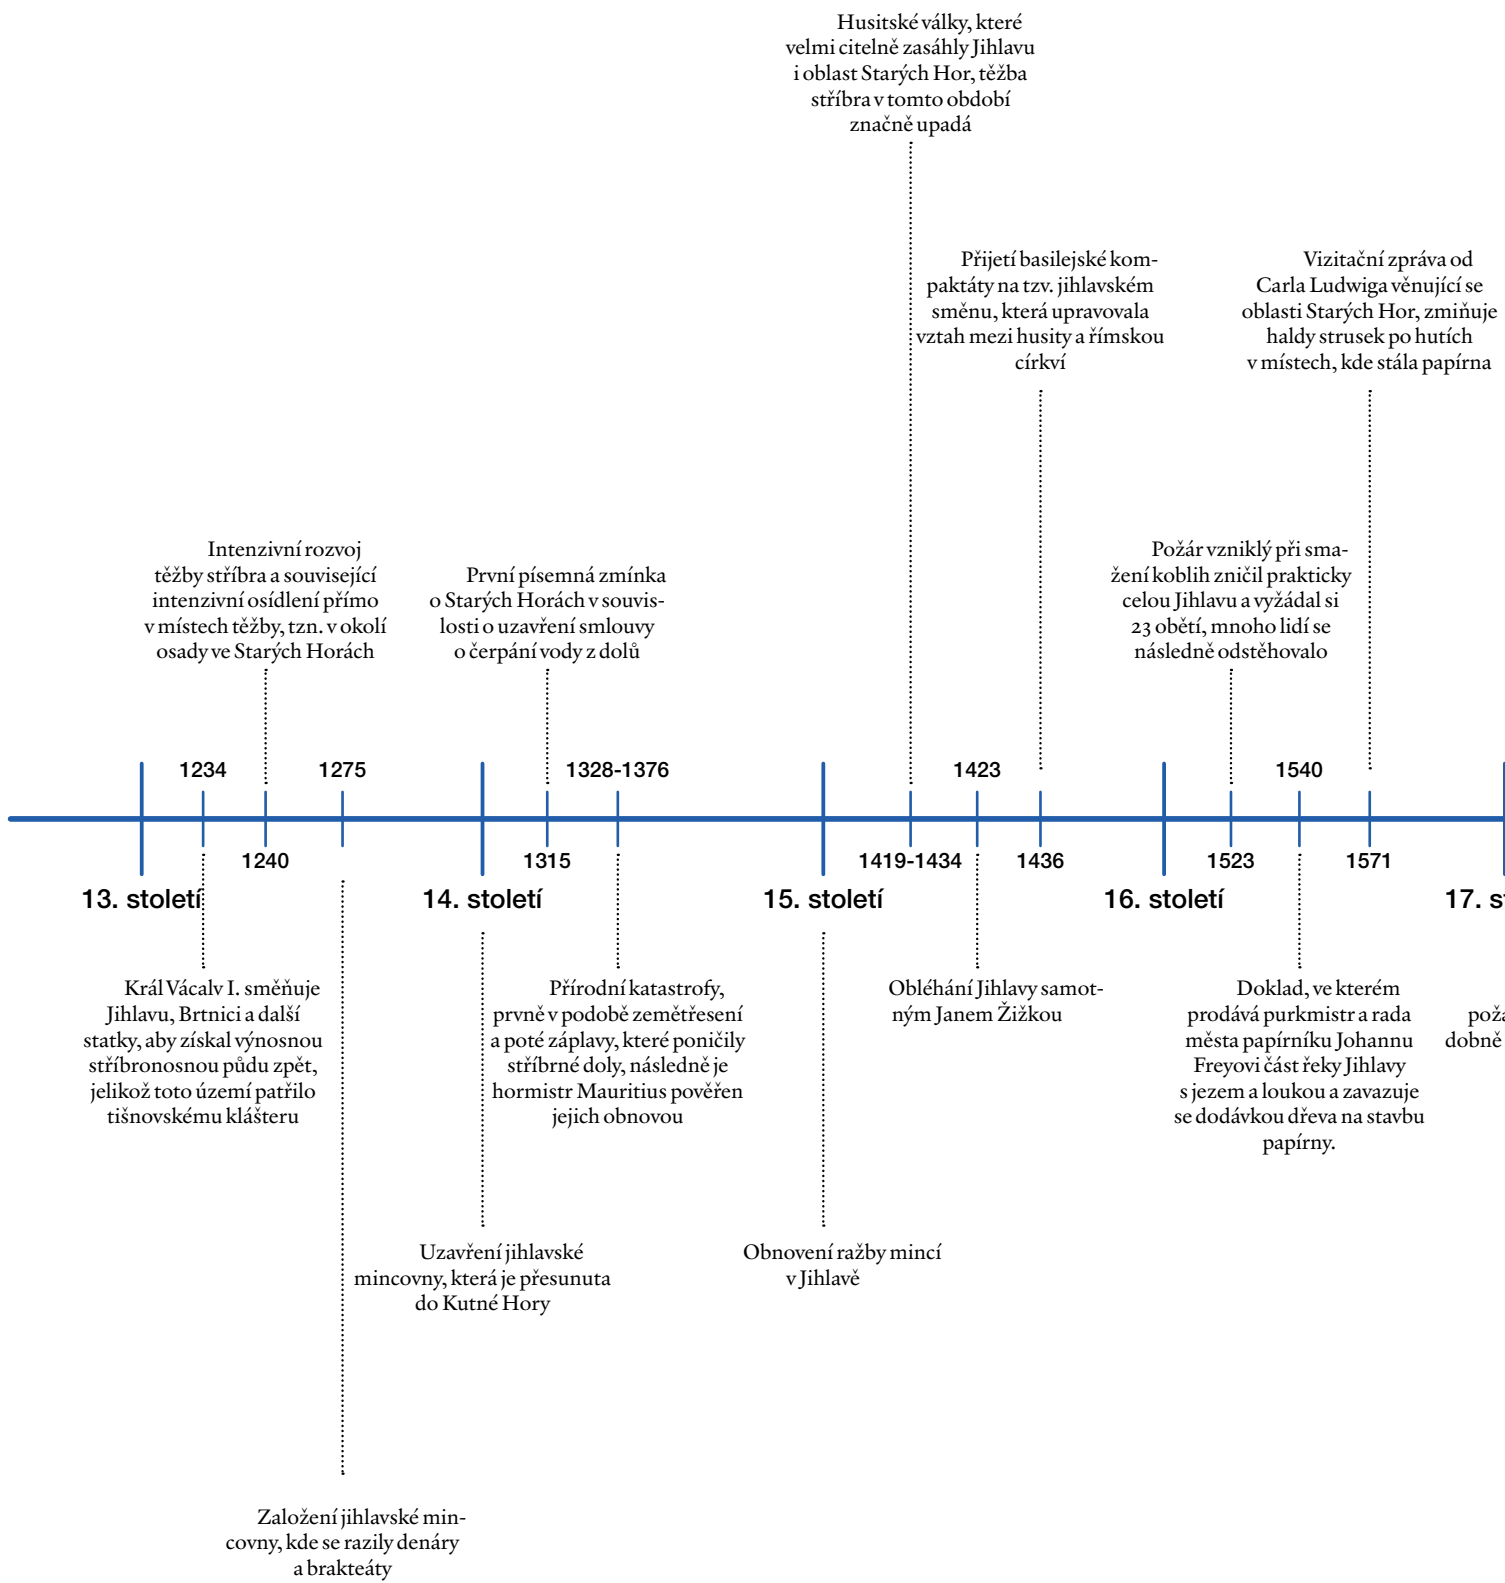 Husitské války, které
velmi citelně zasáhly Jihlavu
i oblast Starých Hor, těžba
stříbra v tomto období
značně upadá
Přijetí basilejské kom-
paktáty na tzv. jihlavském
směnu, která upravovala
vztah mezi husity a římskou
církví
Vizitační zpráva od
Carla Ludwiga věnující se
oblasti Starých Hor, zmiňuje
haldy strusek po hutích
v místech, kde stála papírna
Intenzivní rozvoj
těžby stříbra a související
intenzivní osídlení přímo
v místech těžby, tzn. v okolí
osady ve Starých Horách
První písemná zmínka
o Starých Horách v souvis-
losti o uzavření smlouvy
o čerpání vody z dolů
Požár vzniklý při sma-
žení koblih zničil prakticky
celou Jihlavu a vyžádal si
23 obětí, mnoho lidí se
následně odstěhovalo
1234
1275
1328-1376
1423
1540
1240
1315
1419-1434
1436
1523
1571
13. století
14. století
15. století
16. století
17. s
Král Vácalv I. směňuje
Jihlavu, Brtnici a další
statky, aby získal výnosnou
stříbronosnou půdu zpět,
jelikož toto území patřilo
tišnovskému klášteru
Přírodní katastrofy,
prvně v podobě zemětřesení
a poté záplavy, které poničily
stříbrné doly, následně je
hormistr Mauritius pověřen
jejich obnovou
Obléhání Jihlavy samot-
ným Janem Žižkou
Doklad, ve kterém
prodává purkmistr a rada
města papírníku Johannu
Freyovi část řeky Jihlavy
s jezem a loukou a zavazuje
se dodávkou dřeva na stavbu
papírny.
pož
dobně
Uzavření jihlavské
mincovny, která je přesunuta
do Kutné Hory
Obnovení ražby mincí
v Jihlavě
Založení jihlavské min-
covny, kde se razily denáry
a brakteáty